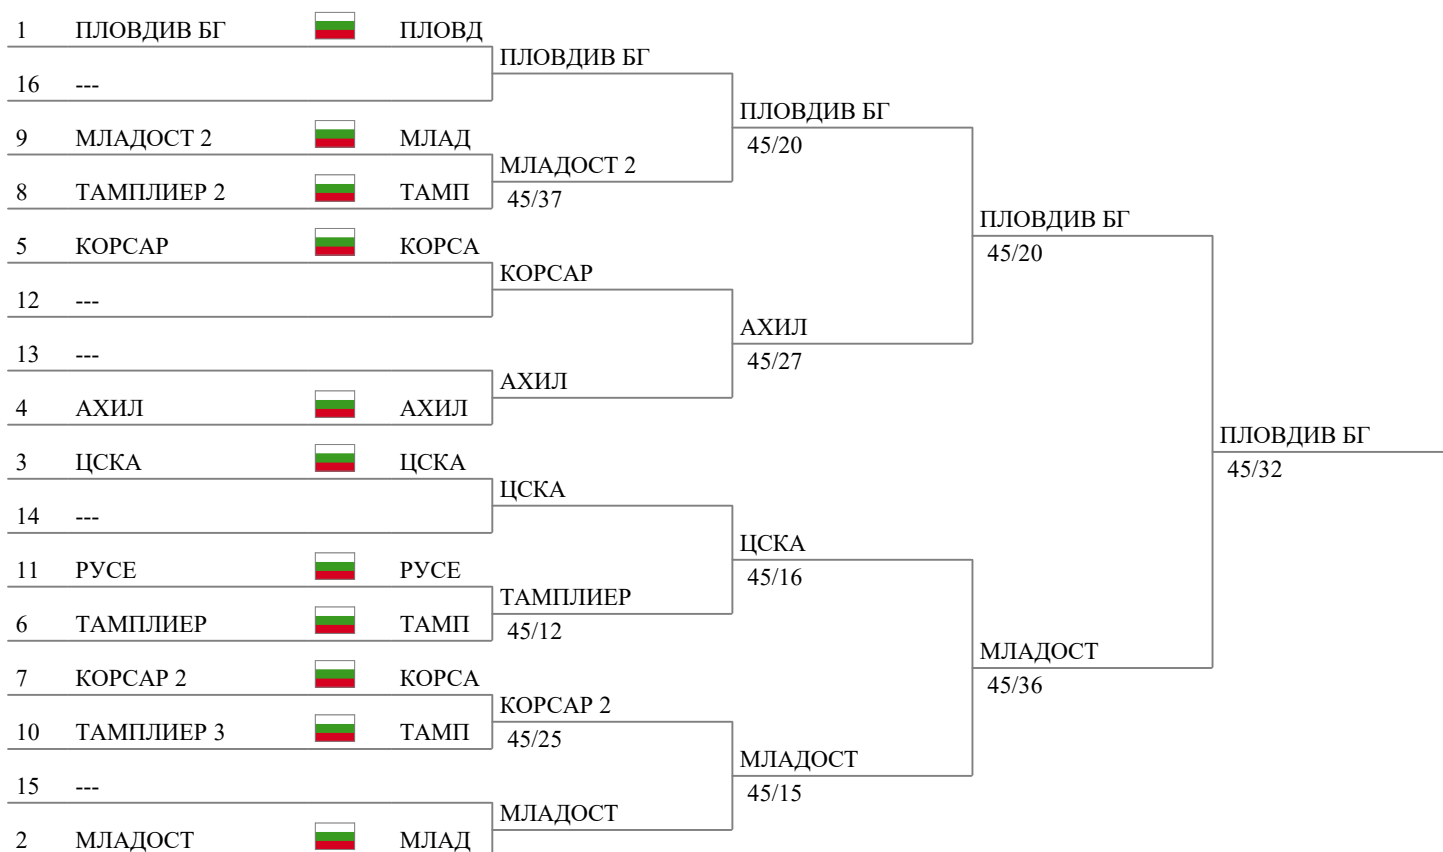 1 ПЛОВДИВ БГ ПЛОВД
ПЛОВДИВ БГ
16 ---
ПЛОВДИВ БГ
45/20
9 МЛАДОСТ 2 МЛАД
МЛАДОСТ 2
45/37
8 ТАМПЛИЕР 2 ТАМП
ПЛОВДИВ БГ
45/20
5 КОРСАР КОРСА
КОРСАР
12 ---
АХИЛ
45/27
13 ---
АХИЛ
4 АХИЛ АХИЛ
ПЛОВДИВ БГ
45/32
3 ЦСКА ЦСКА
ЦСКА
14 ---
ЦСКА
45/16
11 РУСЕ РУСЕ
ТАМПЛИЕР
45/12
6 ТАМПЛИЕР ТАМП
МЛАДОСТ
45/36
7 КОРСАР 2 КОРСА
КОРСАР 2
45/25
10 ТАМПЛИЕР 3 ТАМП
МЛАДОСТ
45/15
15 ---
МЛАДОСТ
2 МЛАДОСТ МЛАД